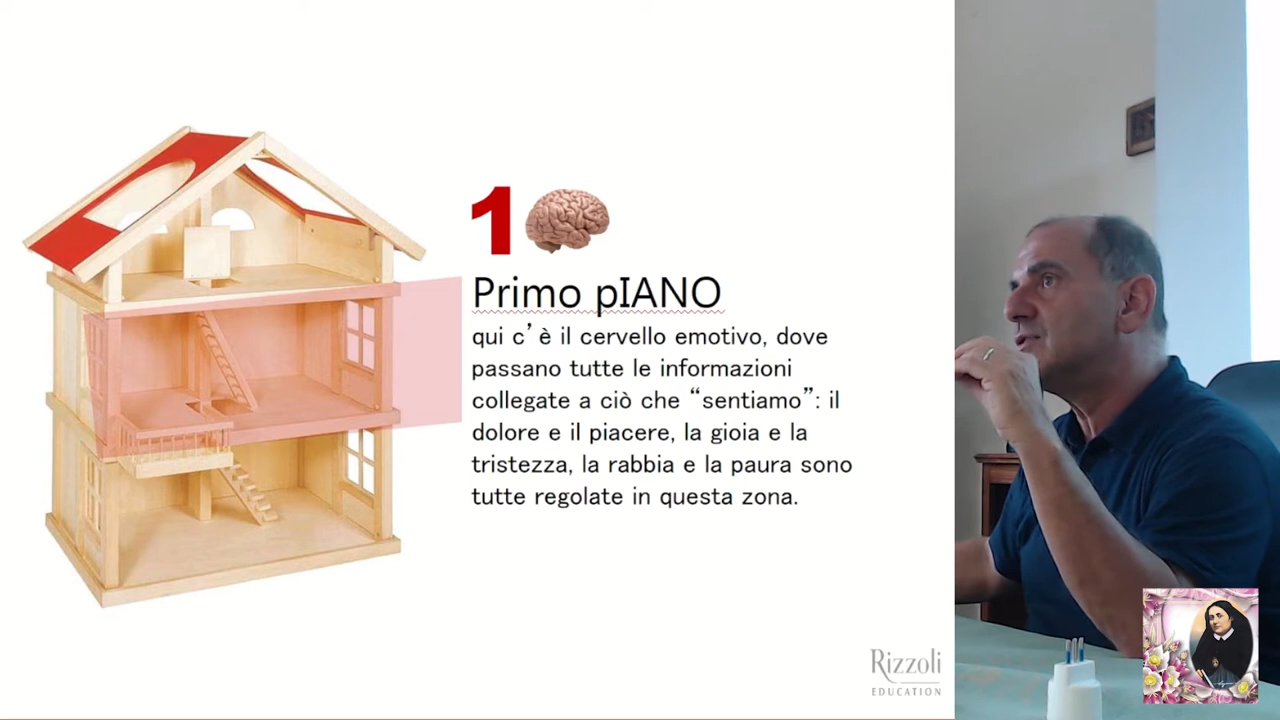 1
Primo pIANO
qui c’è il cervello emotivo, dove
passano tutte le informazioni
collegate a ciò che “sentiamo”: il
dolore e il piacere, la gioia e la
tristezza, la rabbia e la paura sono
tutte regolate in questa zona.
Rizzoli
EDUCATION